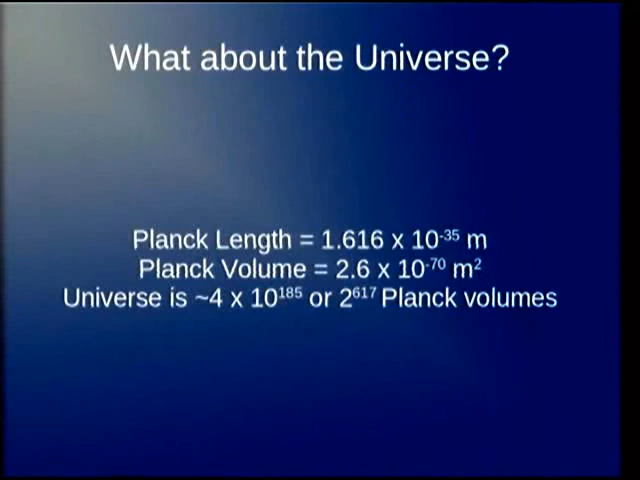 What about the Universe?
Planck Length = 1.616 x 10⁻³⁵ m
Planck Volume = 2.6 x 10⁻⁷⁰ m²
Universe is ~4 x 10¹⁸⁵ or 2⁶¹⁷ Planck volumes